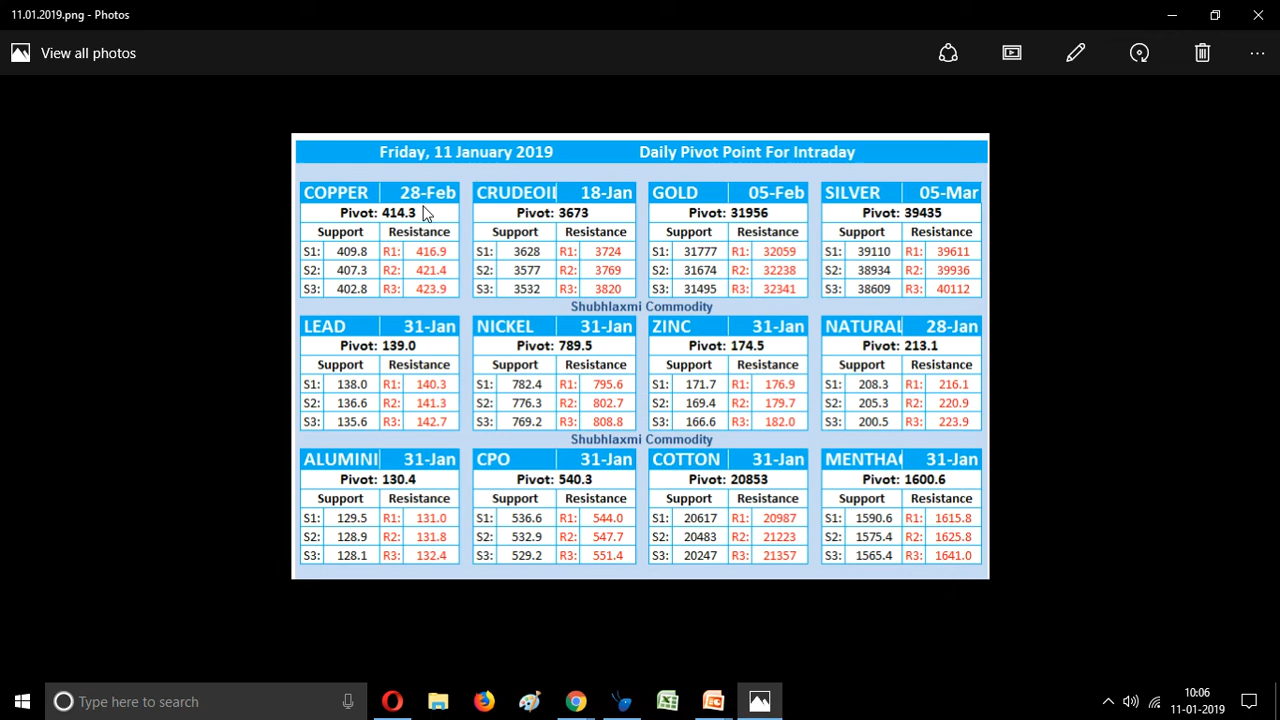 11.01.2019.png - Photos
View all photos
Friday, 11 January 2019 Daily Pivot Point For Intraday
COPPER 28-Feb CRUDEOIL 18-Jan GOLD 05-Feb SILVER 05-Mar
Pivot: 414.3 Pivot: 3673 Pivot: 31956 Pivot: 39435
Support Resistance Support Resistance Support Resistance Support Resistance
S1: 409.8 R1: 416.9 S1: 3628 R1: 3724 S1: 31777 R1: 32059 S1: 39110 R1: 39611
S2: 407.3 R2: 421.4 S2: 3577 R2: 3769 S2: 31674 R2: 32238 S2: 38934 R2: 39936
S3: 402.8 R3: 423.9 S3: 3532 R3: 3820 S3: 31495 R3: 32341 S3: 38609 R3: 40112
Shubhlaxmi Commodity
LEAD 31-Jan NICKEL 31-Jan ZINC 31-Jan NATURAL 28-Jan
Pivot: 139.0 Pivot: 789.5 Pivot: 174.5 Pivot: 213.1
Support Resistance Support Resistance Support Resistance Support Resistance
S1: 138.0 R1: 140.3 S1: 782.4 R1: 795.6 S1: 171.7 R1: 176.9 S1: 208.3 R1: 216.1
S2: 136.6 R2: 141.3 S2: 776.3 R2: 802.7 S2: 169.4 R2: 179.7 S2: 205.3 R2: 220.9
S3: 135.6 R3: 142.7 S3: 769.2 R3: 808.8 S3: 166.6 R3: 182.0 S3: 200.5 R3: 223.9
Shubhlaxmi Commodity
ALUMINI 31-Jan CPO 31-Jan COTTON 31-Jan MENTHA 31-Jan
Pivot: 130.4 Pivot: 540.3 Pivot: 20853 Pivot: 1600.6
Support Resistance Support Resistance Support Resistance Support Resistance
S1: 129.5 R1: 131.0 S1: 536.6 R1: 544.0 S1: 20617 R1: 20987 S1: 1590.6 R1: 1615.8
S2: 128.9 R2: 131.8 S2: 532.9 R2: 547.7 S2: 20483 R2: 21223 S2: 1575.4 R2: 1625.8
S3: 128.1 R3: 132.4 S3: 529.2 R3: 551.4 S3: 20247 R3: 21357 S3: 1565.4 R3: 1641.0
Type here to search
10:06
11-01-2019